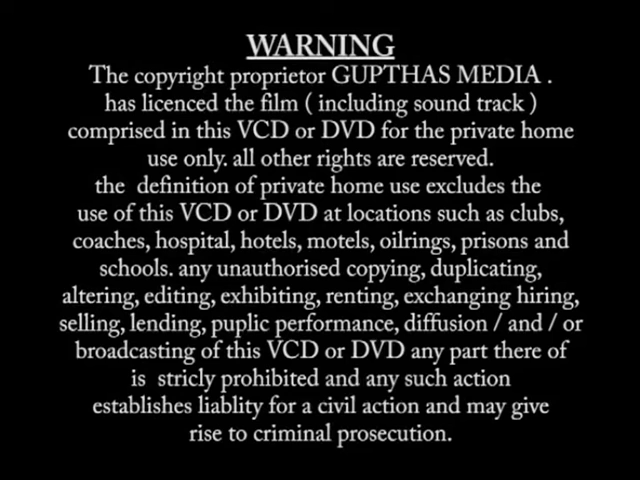 WARNING
The copyright proprietor GUPTHAS MEDIA .
has licenced the film ( including sound track )
comprised in this VCD or DVD for the private home
use only. all other rights are reserved.
the definition of private home use excludes the
use of this VCD or DVD at locations such as clubs,
coaches, hospital, hotels, motels, oilrings, prisons and
schools. any unauthorised copying, duplicating,
altering, editing, exhibiting, renting, exchanging hiring,
selling, lending, puplic performance, diffusion / and / or
broadcasting of this VCD or DVD any part there of
is stricly prohibited and any such action
establishes liablity for a civil action and may give
rise to criminal prosecution.